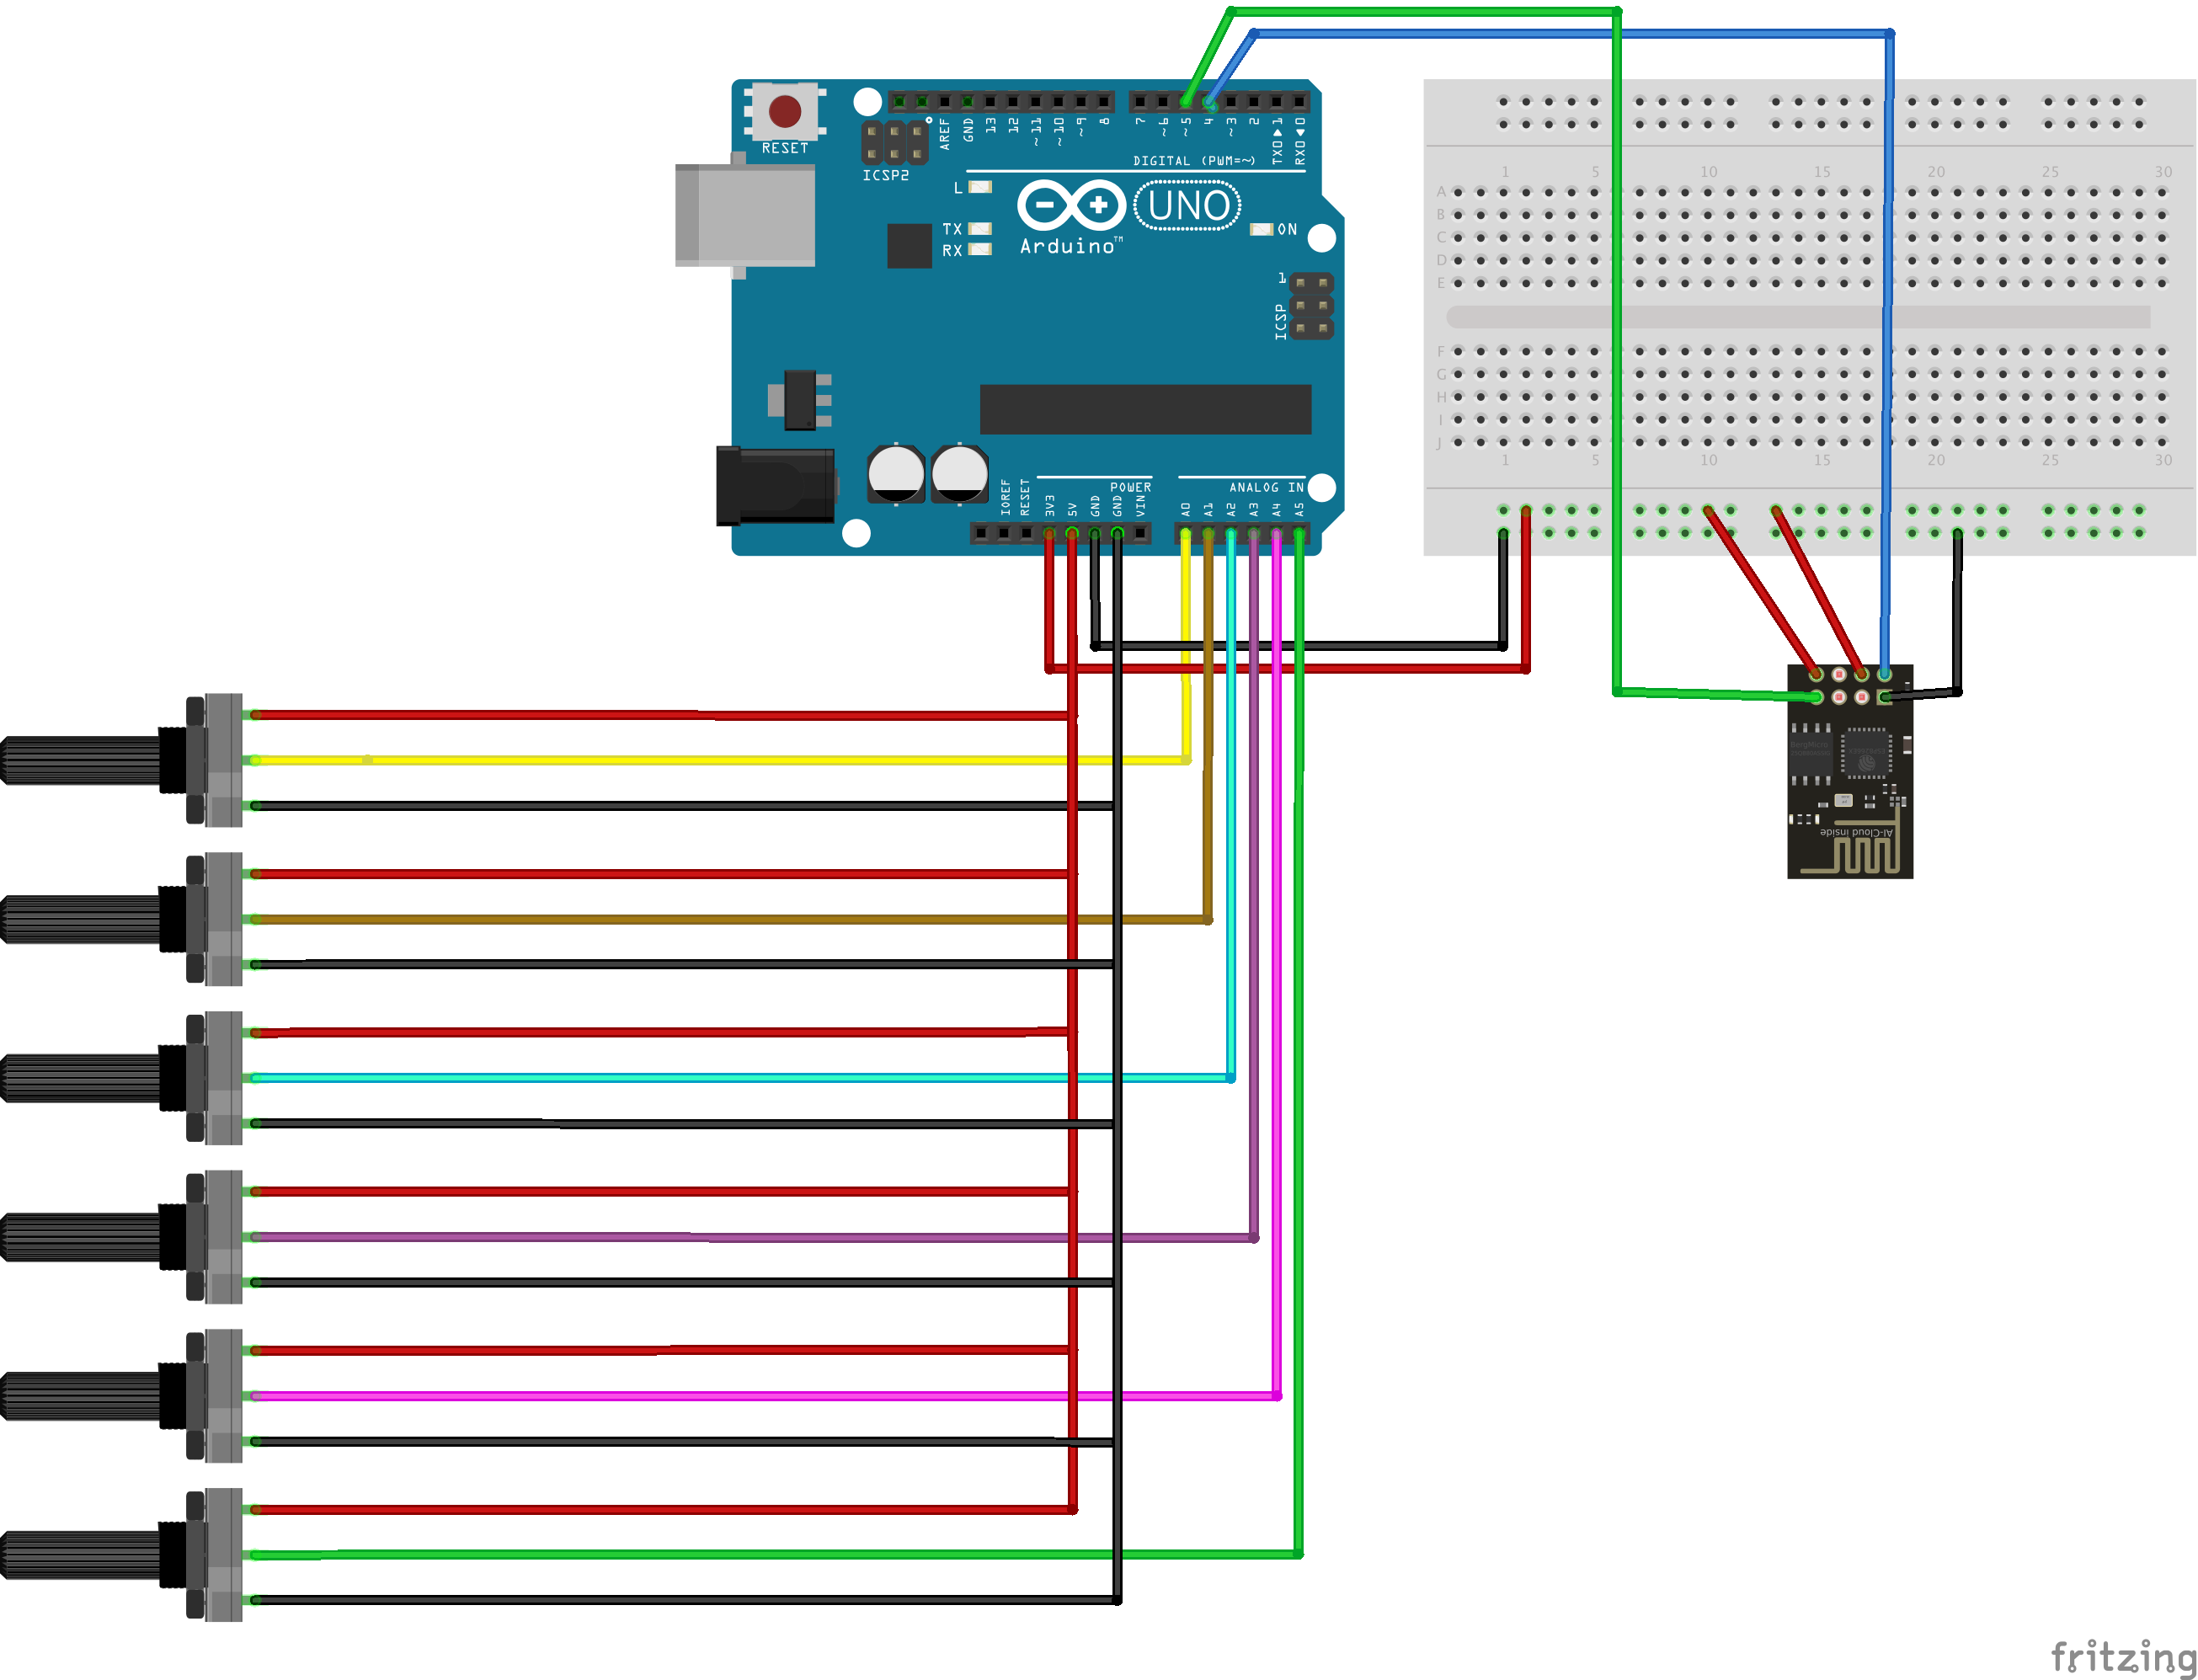 RESET
ICSP2
AREF
GND
13
12
~11
~10
~9
8
7
~6
~5
4
~3
2
TX0▶1
RX0◀0
DIGITAL (PWM=~)
L
TX
RX
UNO
Arduino™
ON
1
ICSP
IOREF
RESET
3V3
5V
GND
GND
VIN
POWER
A0
A1
A2
A3
A4
A5
ANALOG IN
1 5 10 15 20 25 30
A
B
C
D
E
F
G
H
I
J
1 5 10 15 20 25 30
AI-Cloud inside
fritzing